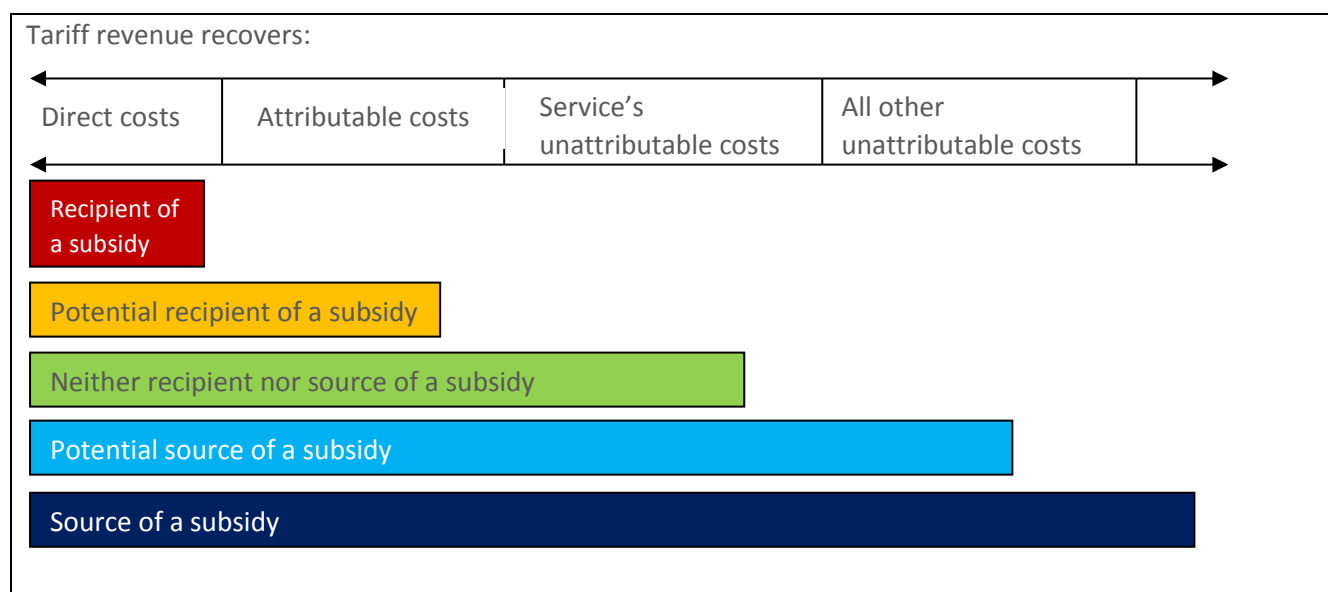 Tariff revenue recovers:
Direct costs
Attributable costs
Service's
unattributable costs
All other
unattributable costs
Recipient of
a subsidy
Potential recipient of a subsidy
Neither recipient nor source of a subsidy
Potential source of a subsidy
Source of a subsidy